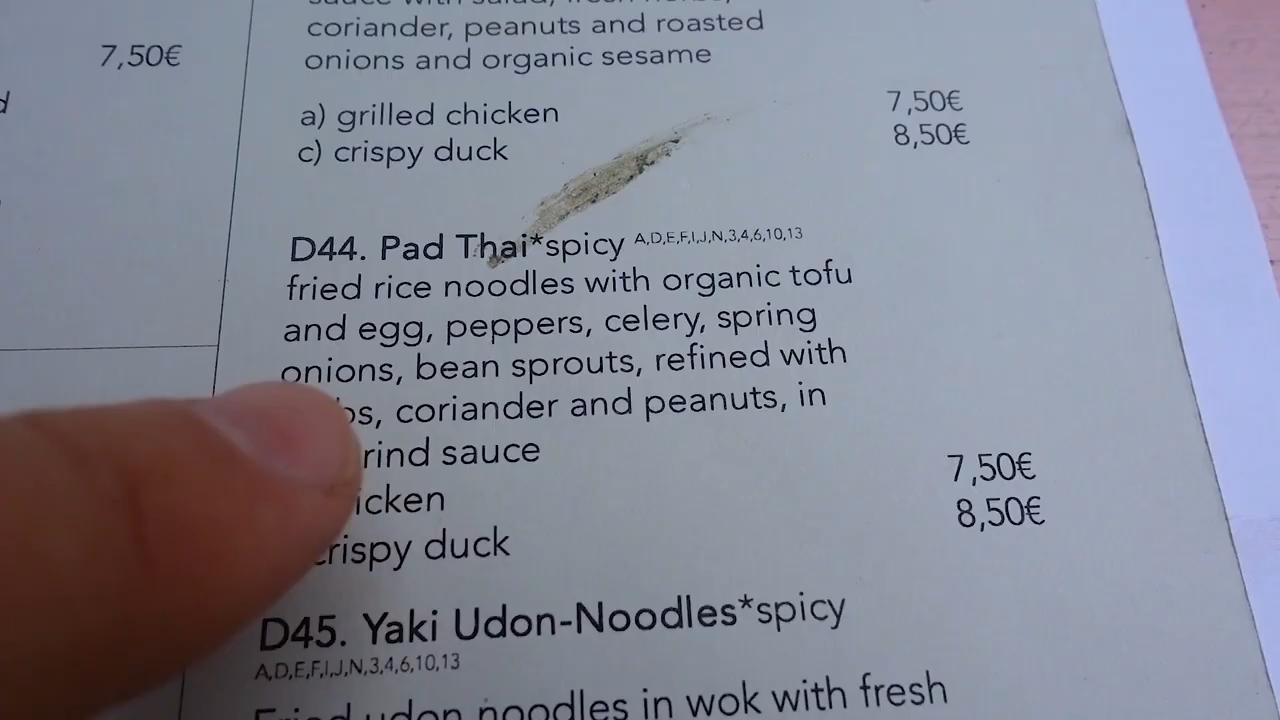 7,50€
coriander, peanuts and roasted
onions and organic sesame
a) grilled chicken 7,50€
c) crispy duck 8,50€
D44. Pad Thai*spicy A,D,E,F,I,J,N,3,4,6,10,13
fried rice noodles with organic tofu
and egg, peppers, celery, spring
onions, bean sprouts, refined with
coriander and peanuts, in
sauce
7,50€
crispy duck 8,50€
D45. Yaki Udon-Noodles*spicy
A,D,E,F,I,J,N,3,4,6,10,13
Fried udon noodles in wok with fresh